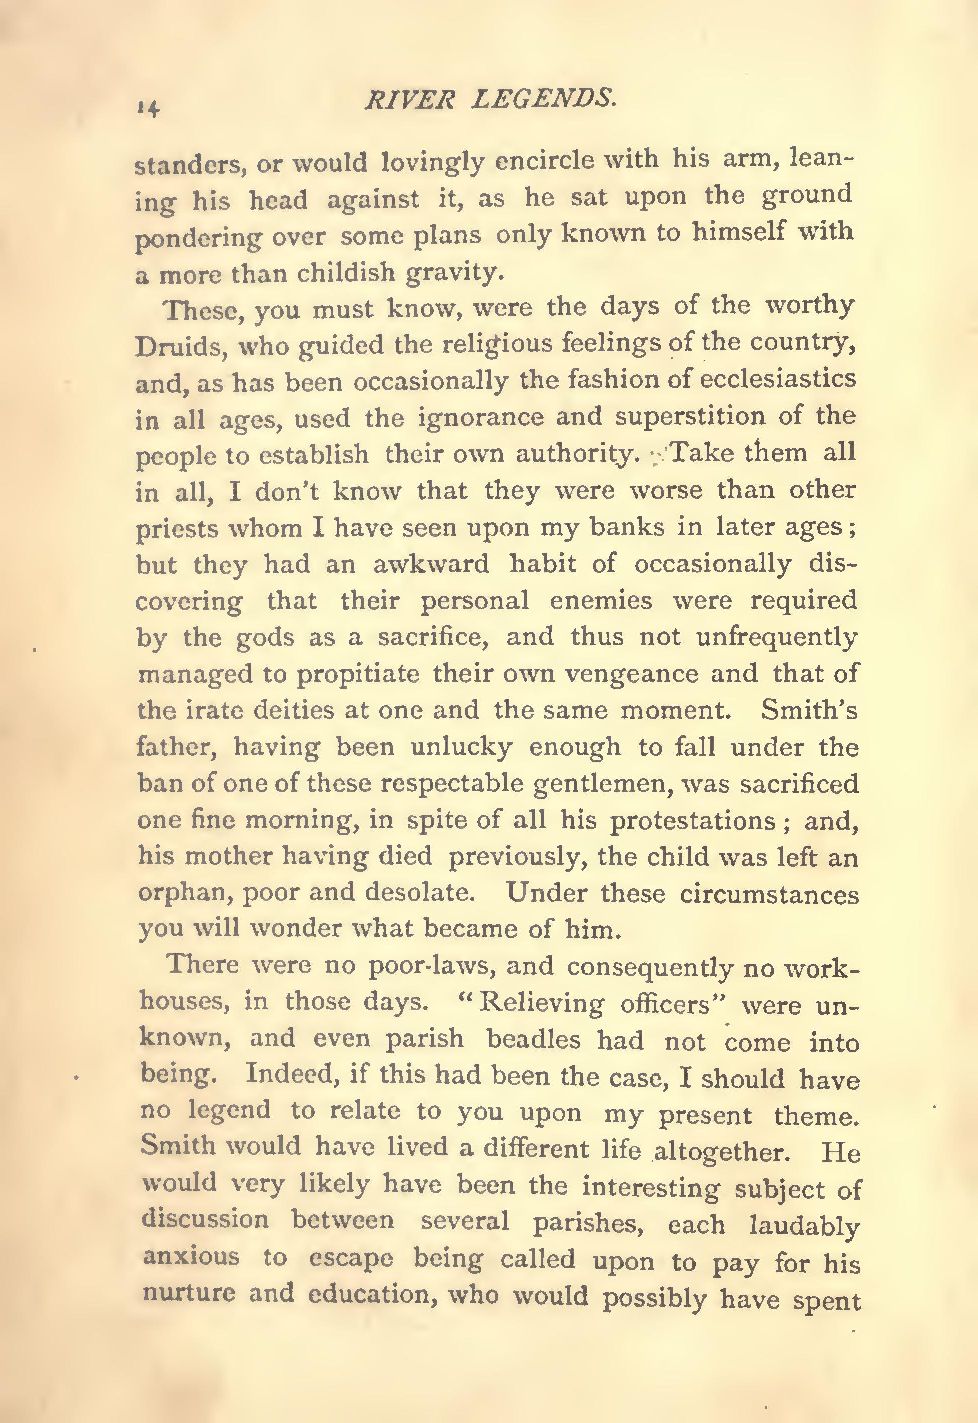 14
RIVER LEGENDS.
standers, or would lovingly encircle with his arm, lean-
ing his head against it, as he sat upon the ground
pondering over some plans only known to himself with
a more than childish gravity.
These, you must know, were the days of the worthy
Druids, who guided the religious feelings of the country,
and, as has been occasionally the fashion of ecclesiastics
in all ages, used the ignorance and superstition of the
people to establish their own authority. Take them all
in all, I don't know that they were worse than other
priests whom I have seen upon my banks in later ages;
but they had an awkward habit of occasionally dis-
covering that their personal enemies were required
by the gods as a sacrifice, and thus not unfrequently
managed to propitiate their own vengeance and that of
the irate deities at one and the same moment. Smith's
father, having been unlucky enough to fall under the
ban of one of these respectable gentlemen, was sacrificed
one fine morning, in spite of all his protestations; and,
his mother having died previously, the child was left an
orphan, poor and desolate. Under these circumstances
you will wonder what became of him.
There were no poor-laws, and consequently no work-
houses, in those days. "Relieving officers" were un-
known, and even parish beadles had not come into
being. Indeed, if this had been the case, I should have
no legend to relate to you upon my present theme.
Smith would have lived a different life altogether. He
would very likely have been the interesting subject of
discussion between several parishes, each laudably
anxious to escape being called upon to pay for his
nurture and education, who would possibly have spent